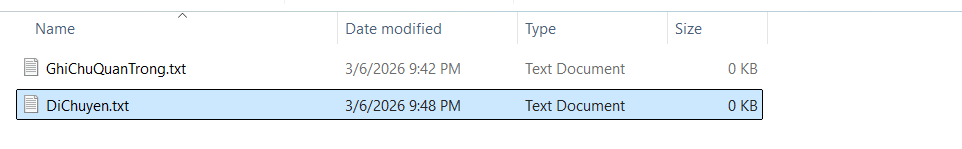 Name Date modified Type Size
GhiChuQuanTrong.txt 3/6/2026 9:42 PM Text Document 0 KB
DiChuyen.txt 3/6/2026 9:48 PM Text Document 0 KB